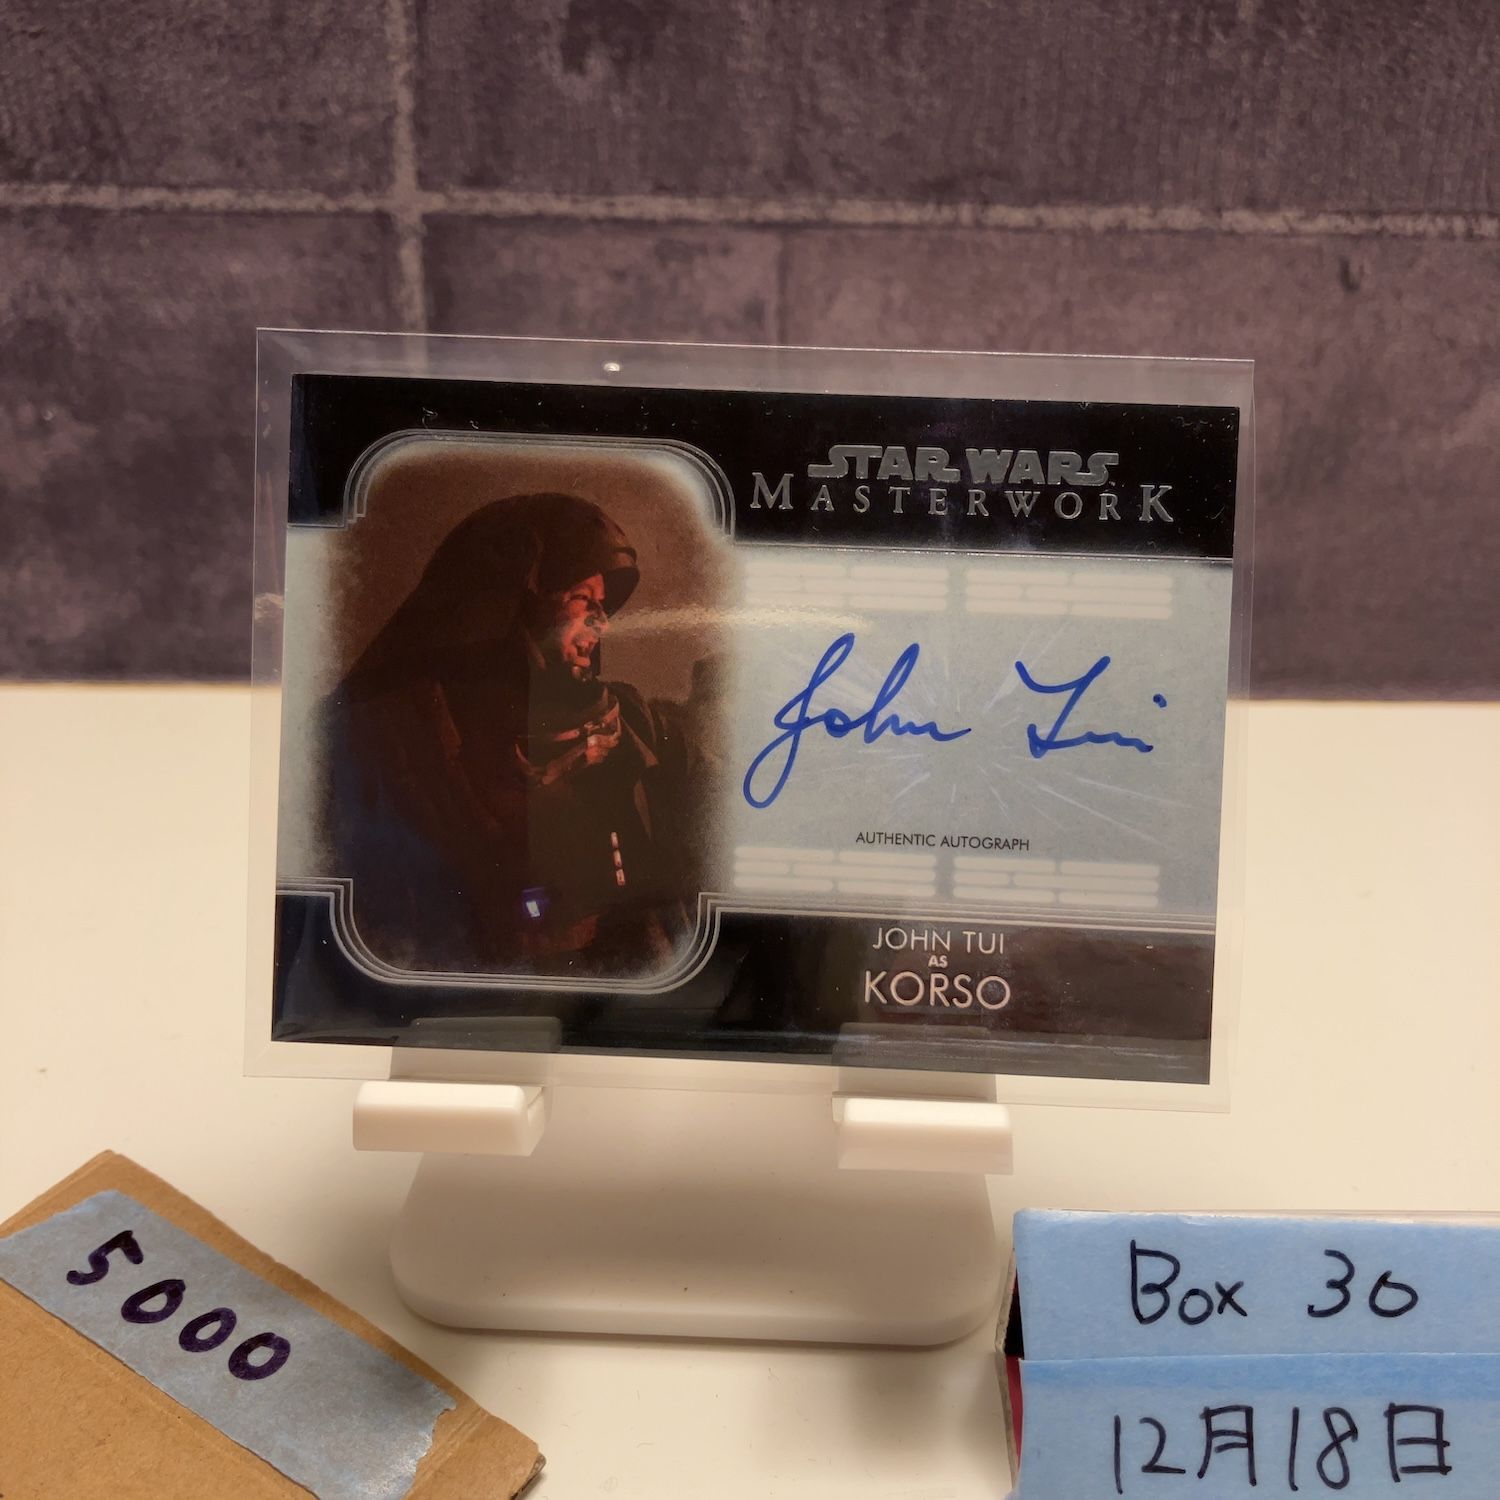 STAR WARS
MASTERWORK
John Tui
AUTHENTIC AUTOGRAPH
JOHN TUI
AS
KORSO
5000
Box 30
12月18日